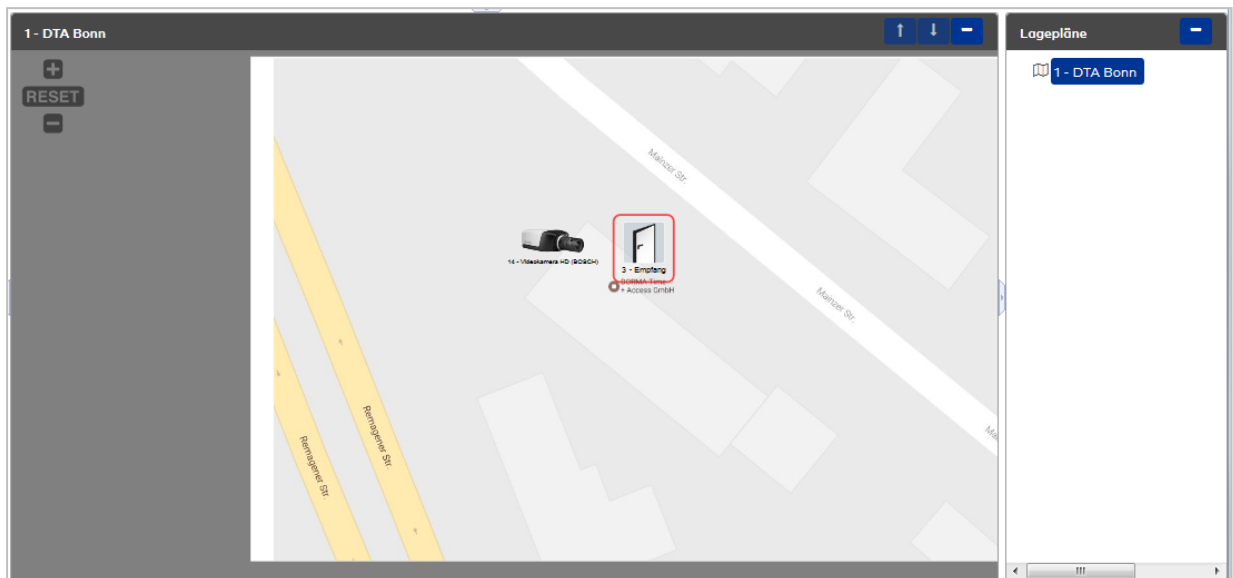 1 - DTA Bonn
Lagepläne
1 - DTA Bonn
RESET
Mainzer Str.
14 - Videokamera HD (BOSCH)
3 - Empfang
DORMA Time
+ Access GmbH
Mainzer Str.
Remagener Str.
Remagener Str.